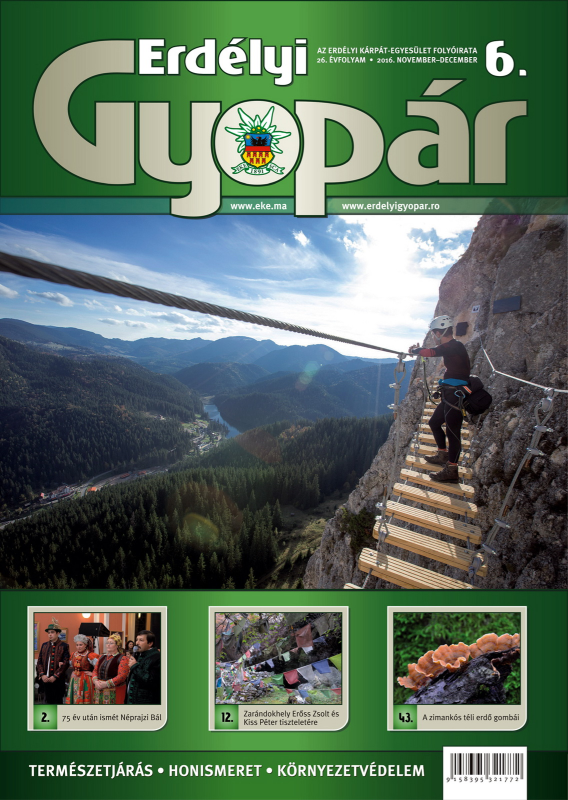 Erdélyi
AZ ERDÉLYI KÁRPÁT-EGYESÜLET FOLYÓIRATA
26. ÉVFOLYAM • 2016. NOVEMBER–DECEMBER
6.
Gyopár
1891
www.eke.ma
www.erdelyigyopar.ro
2. 75 év után ismét Néprajzi Bál
12. Zarándokhely Erőss Zsolt és
Kiss Péter tiszteletére
43. A zimankós téli erdő gombái
TERMÉSZETJÁRÁS • HONISMERET • KÖRNYEZETVÉDELEM
9158395 321772